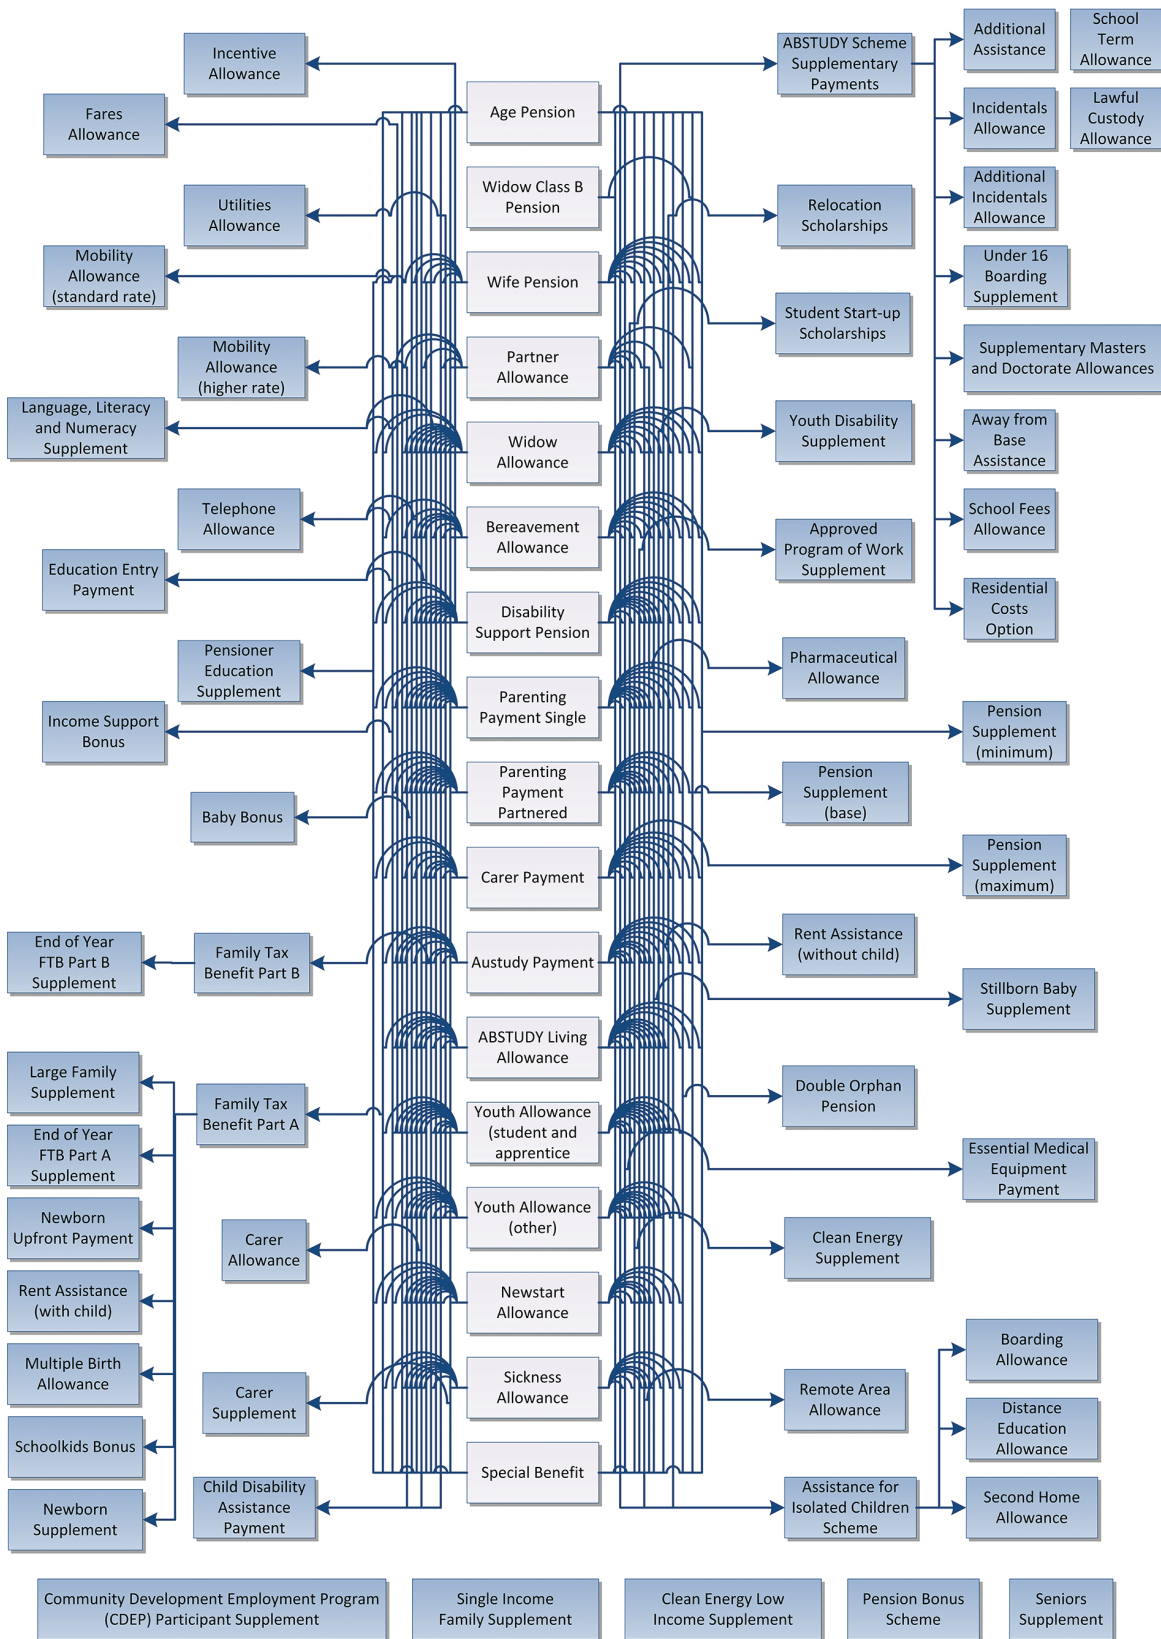 Incentive
Allowance
Fares
Allowance
Utilities
Allowance
Mobility
Allowance
(standard rate)
Mobility
Allowance
(higher rate)
Language, Literacy
and Numeracy
Supplement
Telephone
Allowance
Education Entry
Payment
Pensioner
Education
Supplement
Income Support
Bonus
Baby Bonus
End of Year
FTB Part B
Supplement
Family Tax
Benefit Part B
Large Family
Supplement
Family Tax
Benefit Part A
End of Year
FTB Part A
Supplement
Newborn
Upfront Payment
Carer
Allowance
Rent Assistance
(with child)
Multiple Birth
Allowance
Carer
Supplement
Schoolkids Bonus
Child Disability
Assistance
Payment
Newborn
Supplement
Age Pension
Widow Class B
Pension
Wife Pension
Partner
Allowance
Widow
Allowance
Bereavement
Allowance
Disability
Support Pension
Parenting
Payment Single
Parenting
Payment
Partnered
Carer Payment
Austudy Payment
ABSTUDY Living
Allowance
Youth Allowance
(student and
apprentice
Youth Allowance
(other)
Newstart
Allowance
Sickness
Allowance
Special Benefit
ABSTUDY Scheme
Supplementary
Payments
Additional
Assistance
School
Term
Allowance
Incidentals
Allowance
Lawful
Custody
Allowance
Additional
Incidentals
Allowance
Relocation
Scholarships
Under 16
Boarding
Supplement
Student Start-up
Scholarships
Supplementary Masters
and Doctorate Allowances
Youth Disability
Supplement
Away from
Base
Assistance
School Fees
Allowance
Approved
Program of Work
Supplement
Residential
Costs
Option
Pharmaceutical
Allowance
Pension
Supplement
(minimum)
Pension
Supplement
(base)
Pension
Supplement
(maximum)
Rent Assistance
(without child)
Stillborn Baby
Supplement
Double Orphan
Pension
Essential Medical
Equipment
Payment
Clean Energy
Supplement
Boarding
Allowance
Remote Area
Allowance
Distance
Education
Allowance
Assistance for
Isolated Children
Scheme
Second Home
Allowance
Community Development Employment Program
(CDEP) Participant Supplement
Single Income
Family Supplement
Clean Energy Low
Income Supplement
Pension Bonus
Scheme
Seniors
Supplement